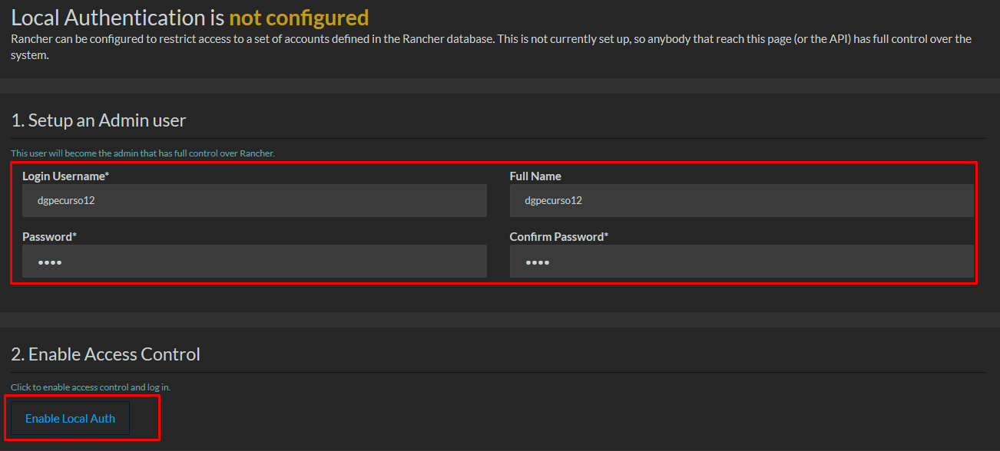 Local Authentication is not configured
Rancher can be configured to restrict access to a set of accounts defined in the Rancher database. This is not currently set up, so anybody that reach this page (or the API) has full control over the
system.
1. Setup an Admin user
This user will become the admin that has full control over Rancher.
Login Username*
Full Name
dgpecurso12
dgpecurso12
Password*
Confirm Password*
••••
••••
2. Enable Access Control
Click to enable access control and log in.
Enable Local Auth